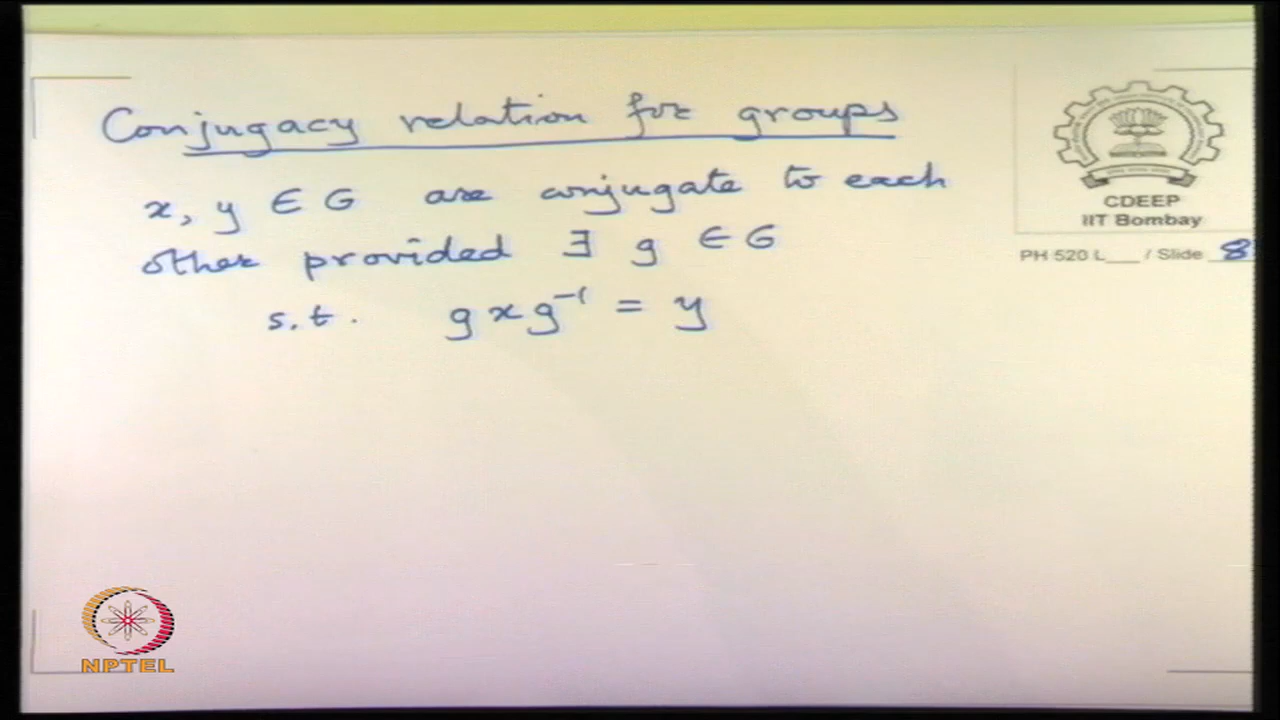 Conjugacy relation for groups
x, y ∈ G are conjugate to each
other provided ∃ g ∈ G
s.t. g x g⁻¹ = y
CDEEP
IIT Bombay
PH 520 L___ / Slide 8
NPTEL